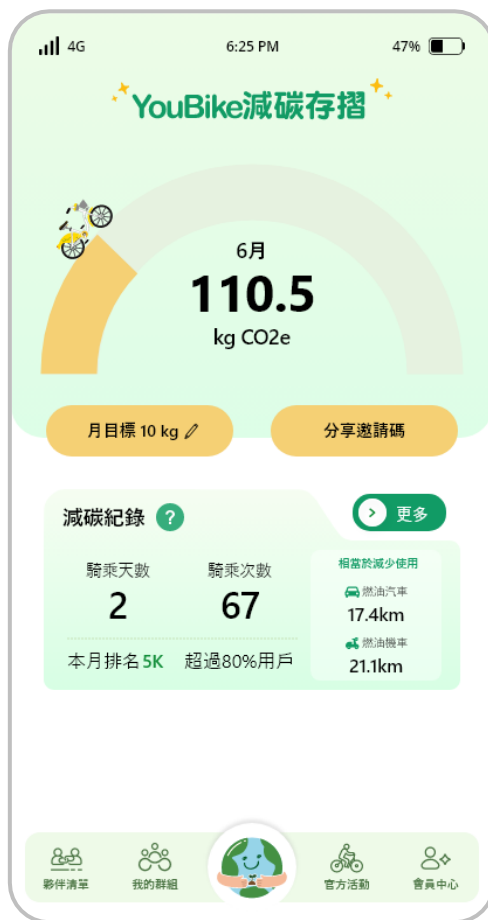 4G 6:25 PM 47%
YouBike減碳存摺
6月
110.5
kg CO2e
月目標 10 kg 分享邀請碼
減碳紀錄 ? 更多
騎乘天數 騎乘次數
2 67
本月排名5K 超過80%用戶
相當於減少使用
燃油汽車
17.4km
燃油機車
21.1km
夥伴清單 我的群組 官方活動 會員中心